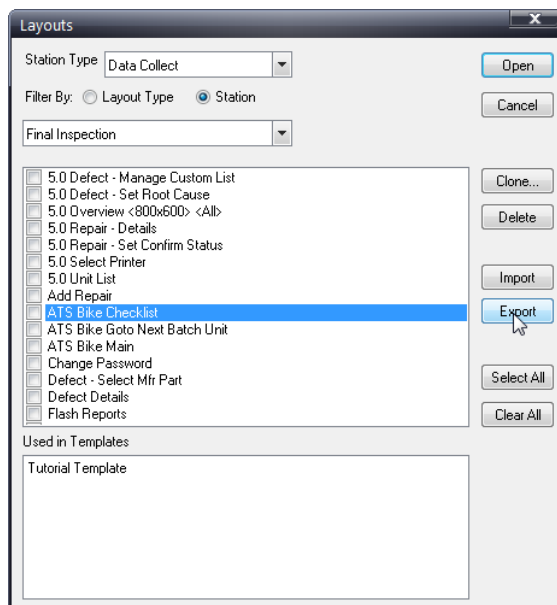 Layouts
Station Type Data Collect
Open
Filter By: Layout Type Station
Cancel
Final Inspection
5.0 Defect - Manage Custom List
5.0 Defect - Set Root Cause
5.0 Overview <800x600> <All>
5.0 Repair - Details
5.0 Repair - Set Confirm Status
5.0 Select Printer
5.0 Unit List
Add Repair
ATS Bike Checklist
ATS Bike Goto Next Batch Unit
ATS Bike Main
Change Password
Defect - Select Mfr Part
Defect Details
Flash Reports
Clone...
Delete
Import
Export
Select All
Clear All
Used in Templates
Tutorial Template